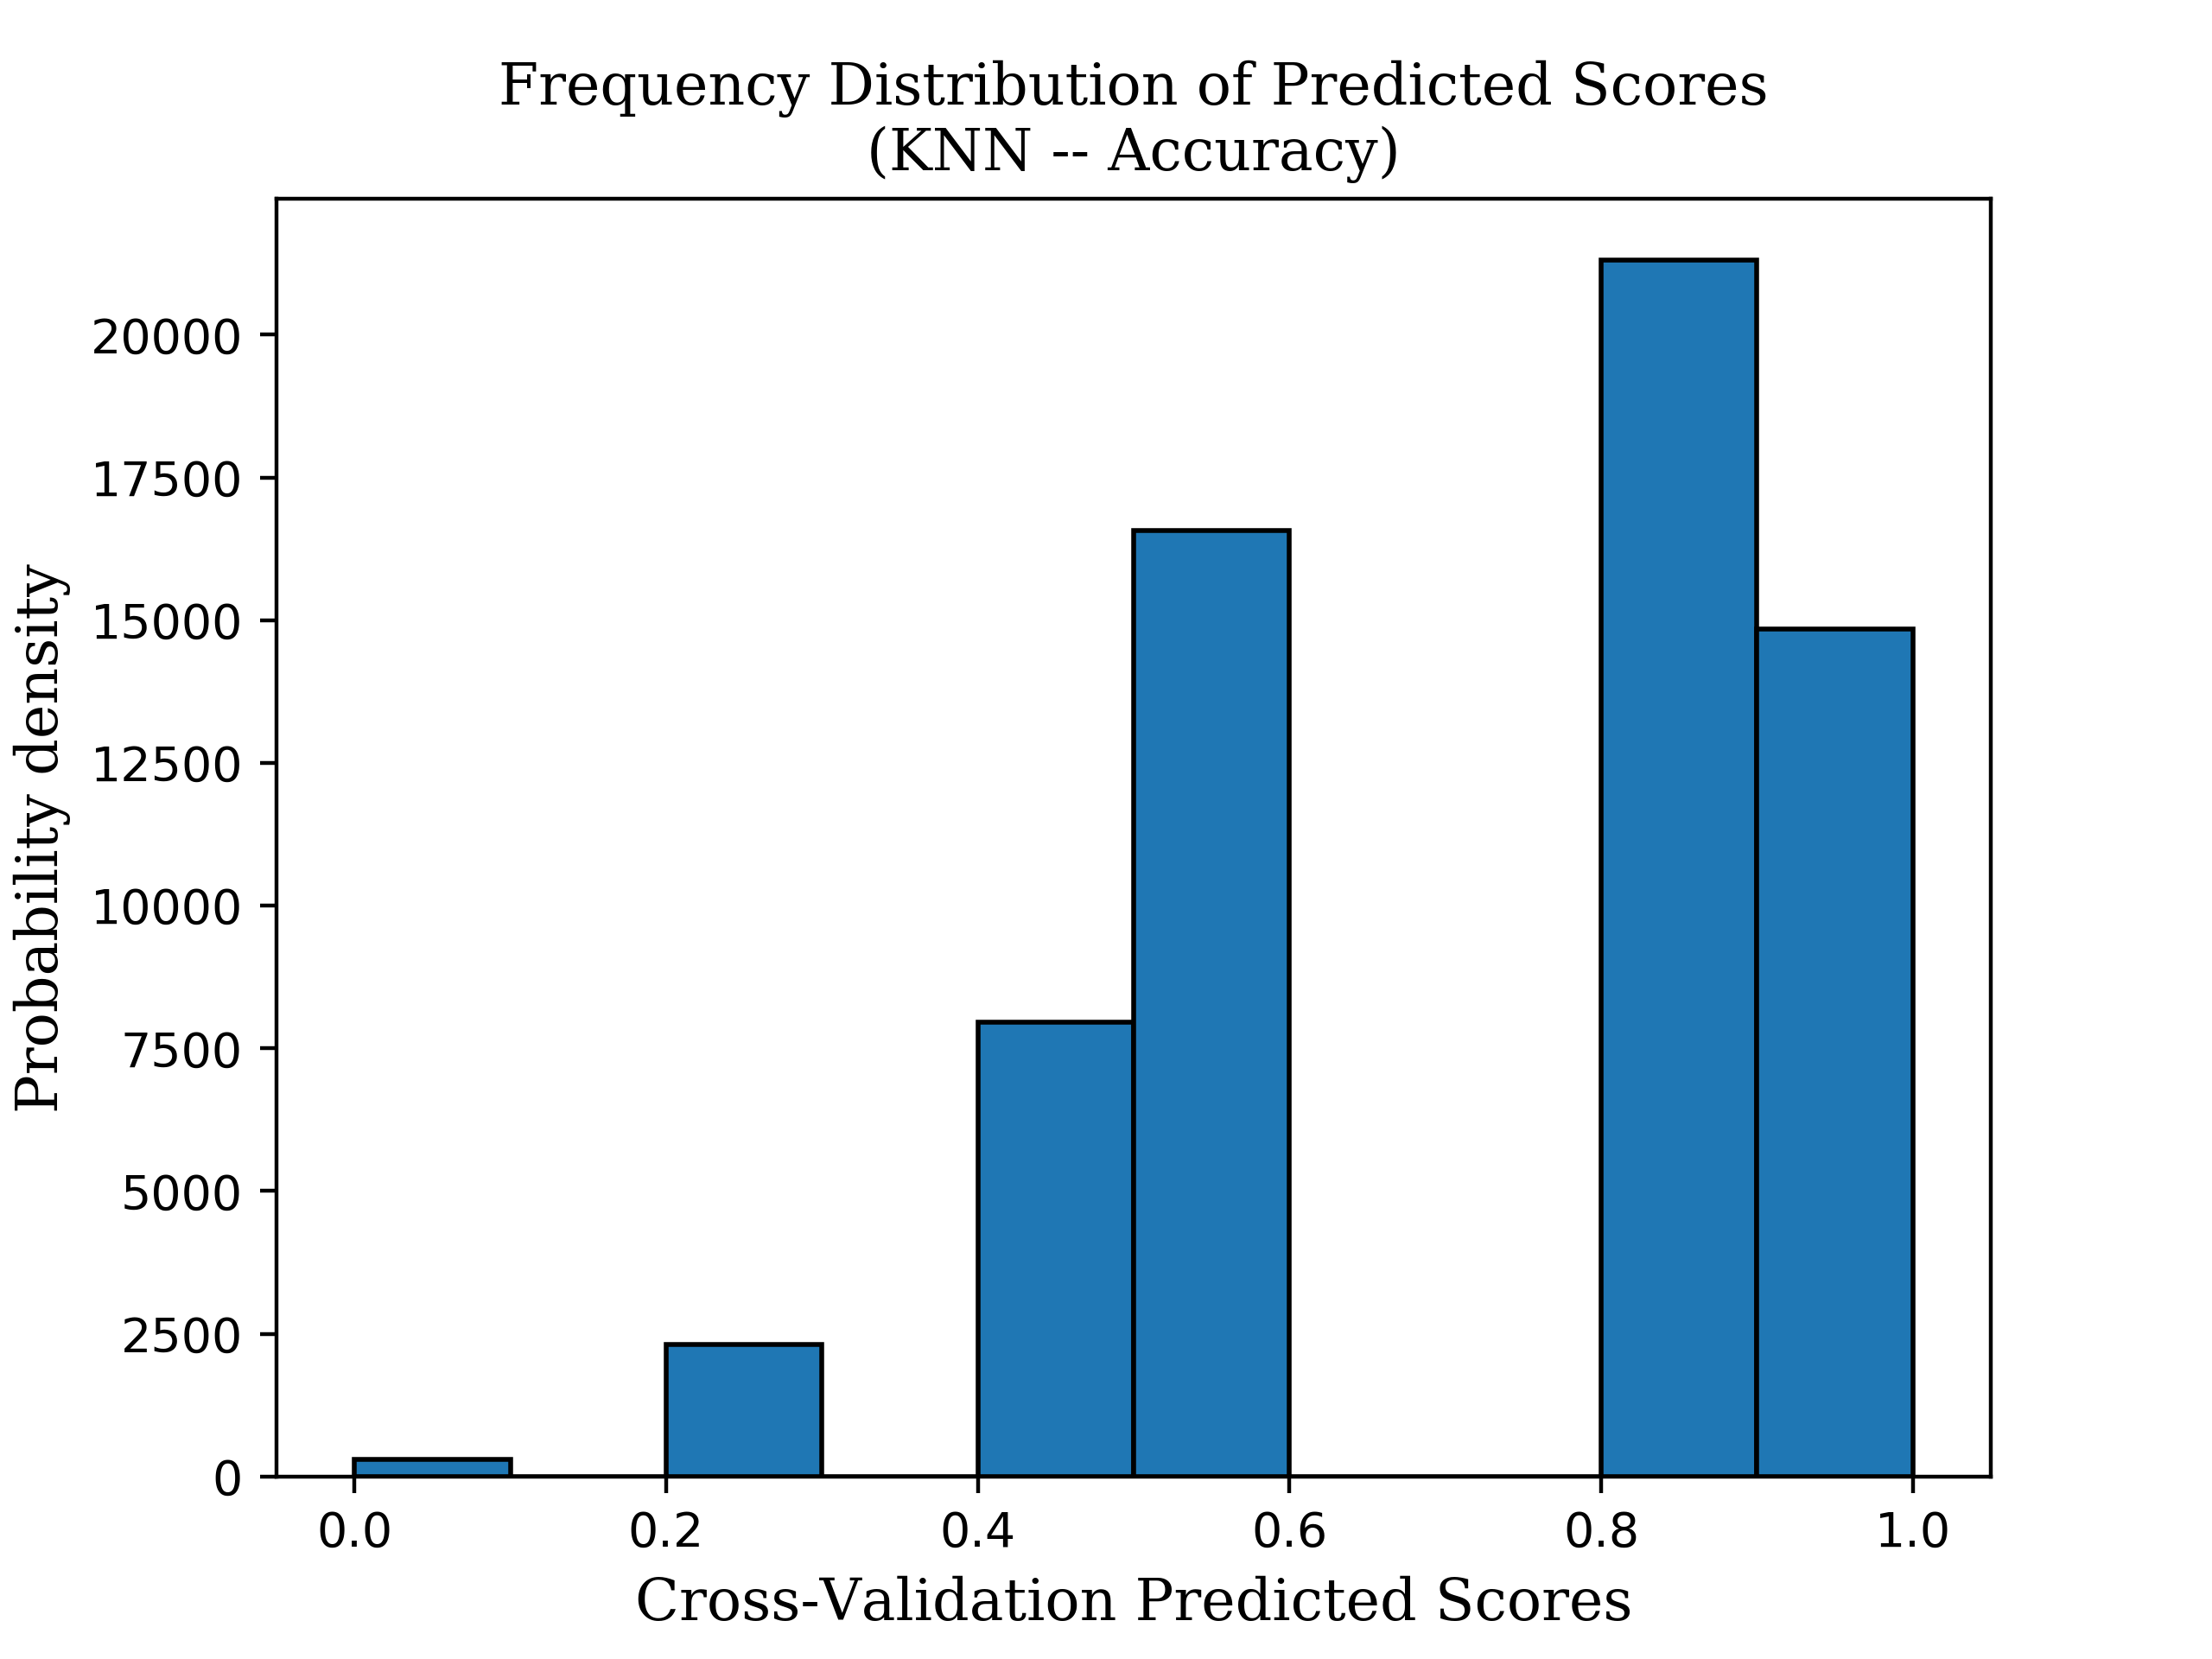 Frequency Distribution of Predicted Scores
(KNN -- Accuracy)
Probability density
20000
17500
15000
12500
10000
7500
5000
2500
0
0.0 0.2 0.4 0.6 0.8 1.0
Cross-Validation Predicted Scores